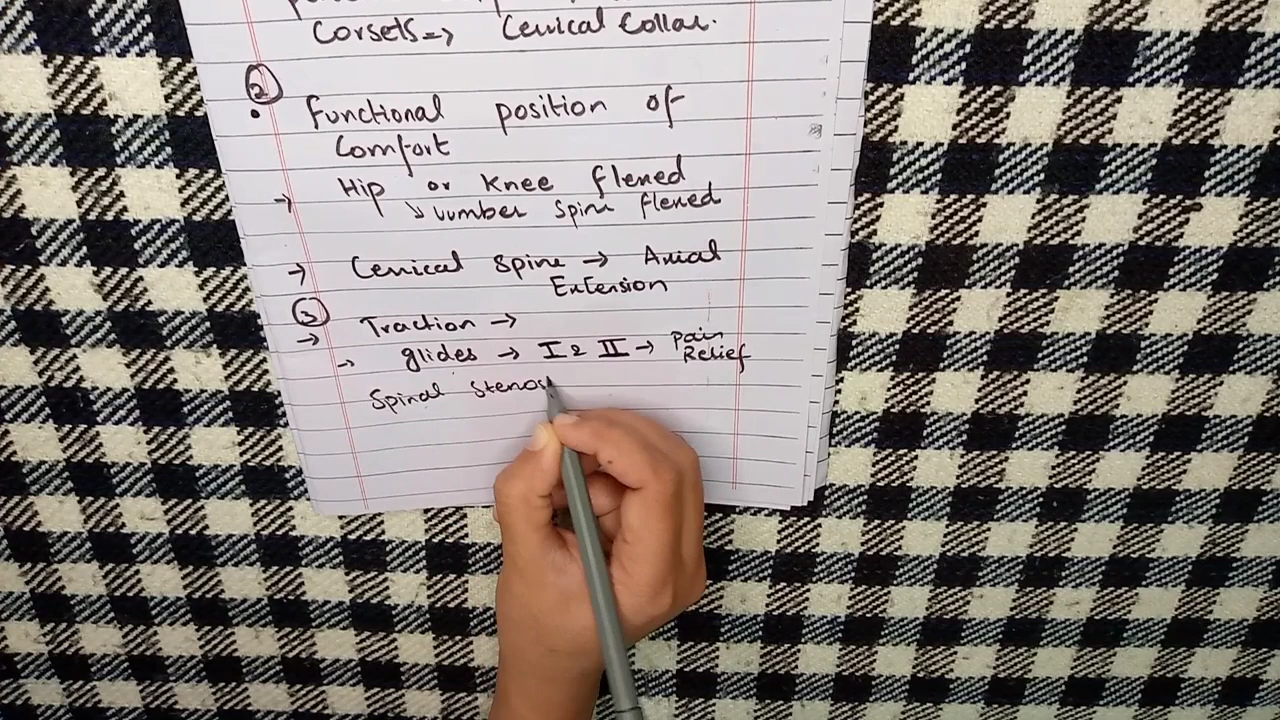 Corsets => Cervical Collar.
②
• Functional position of
Comfort
→ Hip or Knee flexed
↘ Lumber Spine flexed
→ Cervical Spine → Axial
Extension
③
→ Traction →
→ glides → I & II → Pain
Relief
Spinal Stenos